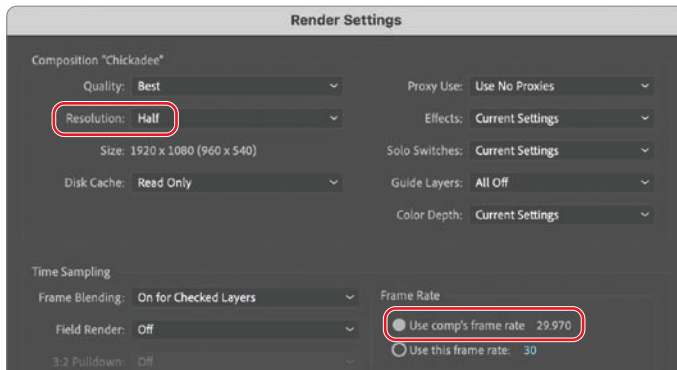 Render Settings
Composition "Chickadee"
Quality: Best
Proxy Use: Use No Proxies
Resolution: Half
Effects: Current Settings
Size: 1920 x 1080 (960 x 540)
Solo Switches: Current Settings
Disk Cache: Read Only
Guide Layers: All Off
Color Depth: Current Settings
Time Sampling
Frame Blending: On for Checked Layers
Frame Rate
Field Render: Off
Use comp's frame rate 29.970
3:2 Pulldown: Off
Use this frame rate: 30